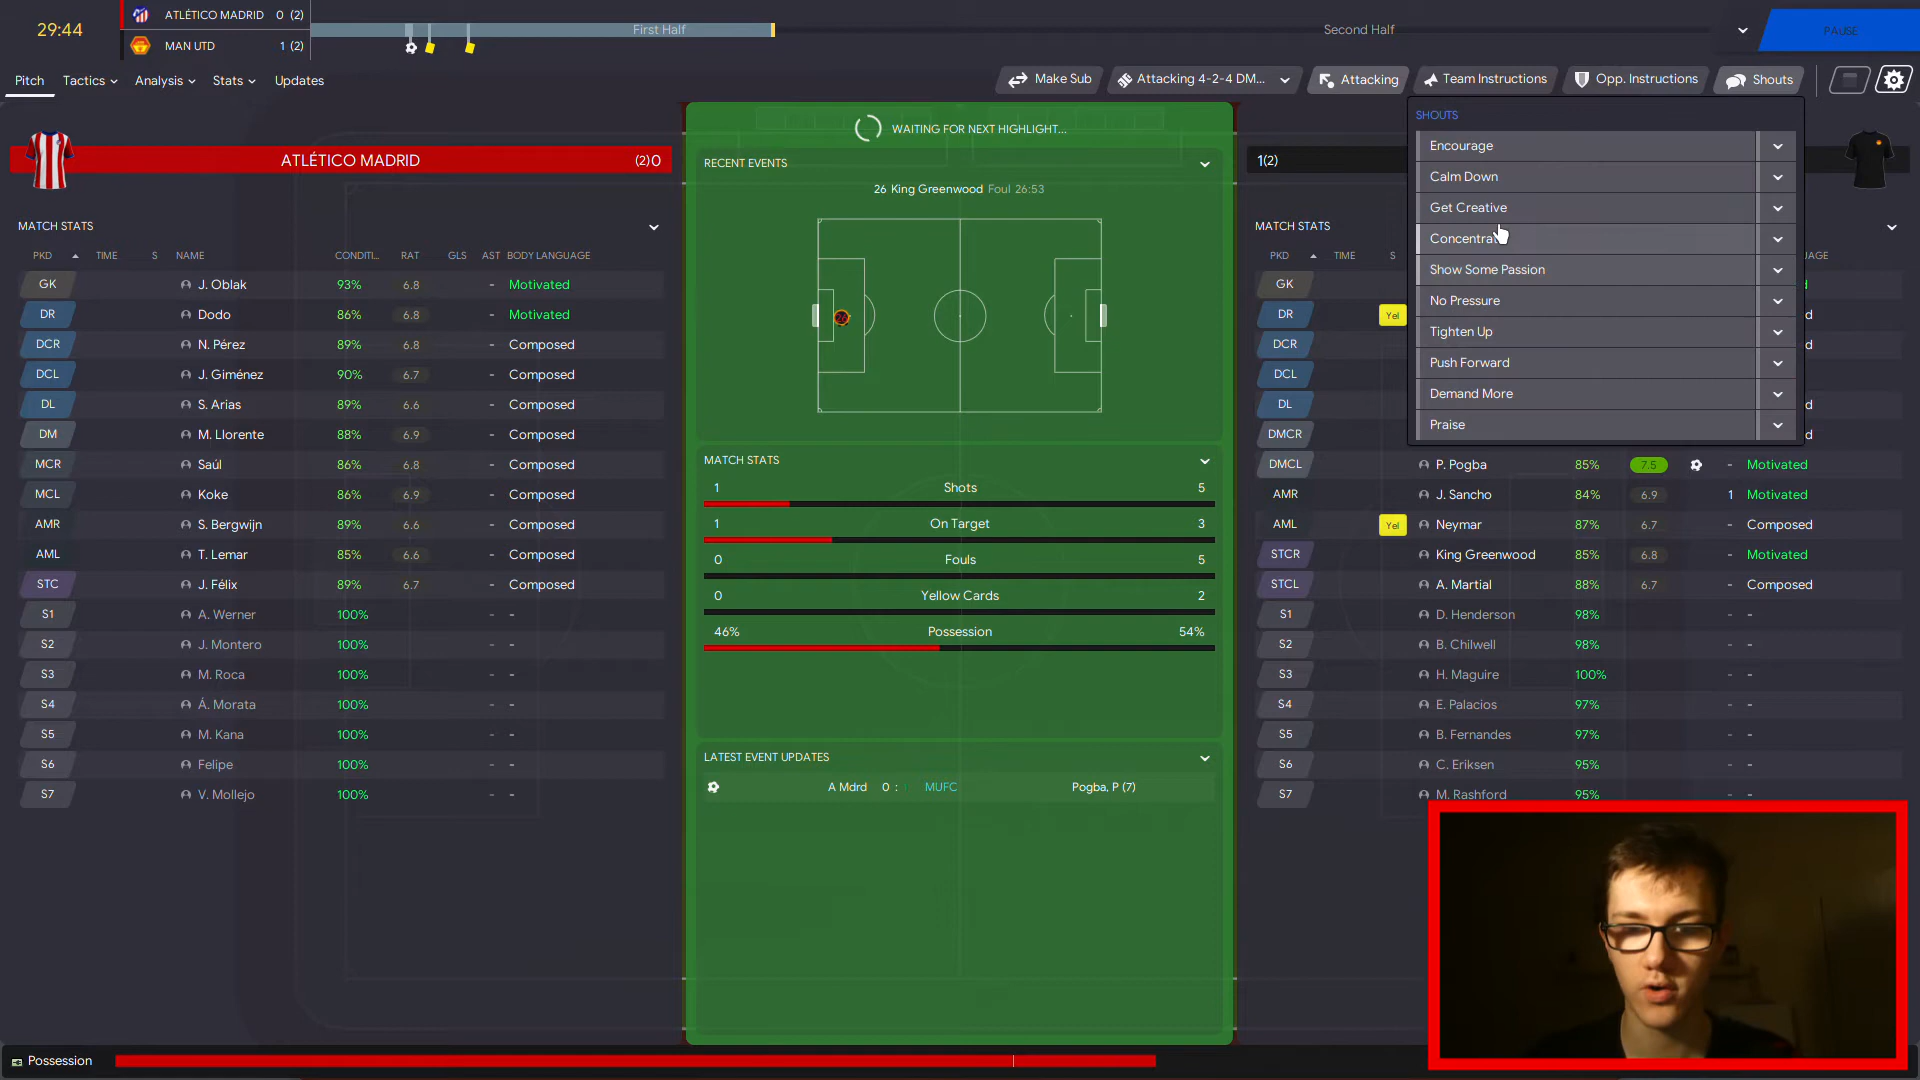 29:44
ATLÉTICO MADRID 0 (2)
MAN UTD 1 (2)
First Half
Second Half
PAUSE
Pitch Tactics Analysis Stats Updates
Make Sub Attacking 4-2-4 DM... Attacking Team Instructions Opp. Instructions Shouts
SHOUTS
Encourage
Calm Down
Get Creative
Show Some Passion
No Pressure
Tighten Up
Push Forward
Demand More
Praise
ATLÉTICO MADRID (2)0
MATCH STATS
PKD TIME S NAME CONDITI... RAT GLS AST BODY LANGUAGE
GK J. Oblak 93% 6.8 - Motivated
DR Dodo 86% 6.8 - Motivated
DCR N. Pérez 89% 6.8 - Composed
DCL J. Giménez 90% 6.7 - Composed
DL S. Arias 89% 6.6 - Composed
DM M. Llorente 88% 6.9 - Composed
MCR Saúl 86% 6.8 - Composed
MCL Koke 86% 6.9 - Composed
AMR S. Bergwijn 89% 6.6 - Composed
AML T. Lemar 85% 6.6 - Composed
STC J. Félix 89% 6.7 - Composed
S1 A. Werner 100% - -
S2 J. Montero 100% - -
S3 M. Roca 100% - -
S4 Á. Morata 100% - -
S5 M. Kana 100% - -
S6 Felipe 100% - -
S7 V. Mollejo 100% - -
WAITING FOR NEXT HIGHLIGHT...
RECENT EVENTS
26 King Greenwood Foul 26:53
MATCH STATS
1 Shots 5
1 On Target 3
0 Fouls 5
0 Yellow Cards 2
46% Possession 54%
LATEST EVENT UPDATES
A Mdrd 0 : MUFC Pogba, P (7)
1(2)
MATCH STATS
PKD TIME S
GK
DR Yel
DCR
DCL
DL
DMCR
DMCL P. Pogba 85% 7.5 - Motivated
AMR J. Sancho 84% 6.9 1 Motivated
AML Yel Neymar 87% 6.7 - Composed
STCR King Greenwood 85% 6.8 - Motivated
STCL A. Martial 88% 6.7 - Composed
S1 D. Henderson 98% - -
S2 B. Chilwell 98% - -
S3 H. Maguire 100% - -
S4 E. Palacios 97% - -
S5 B. Fernandes 97% - -
S6 C. Eriksen 95% - -
S7 M. Rashford 95% - -
Possession